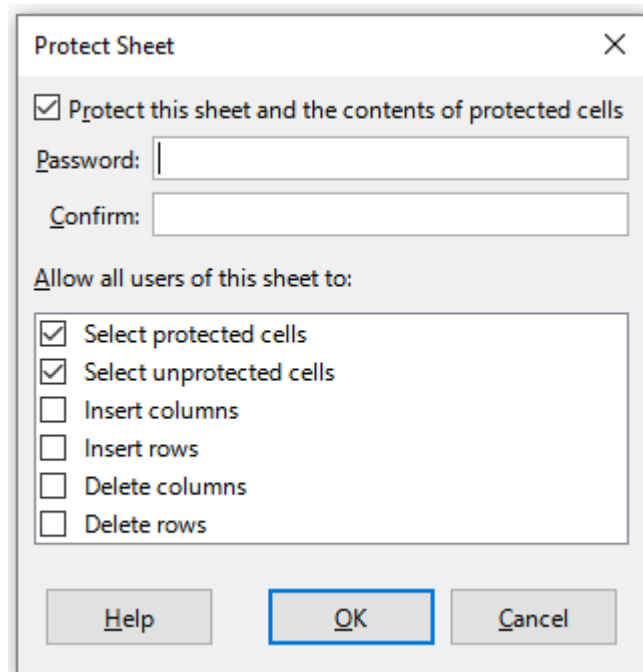 Protect Sheet
Protect this sheet and the contents of protected cells
Password:
Confirm:
Allow all users of this sheet to:
Select protected cells
Select unprotected cells
Insert columns
Insert rows
Delete columns
Delete rows
Help OK Cancel